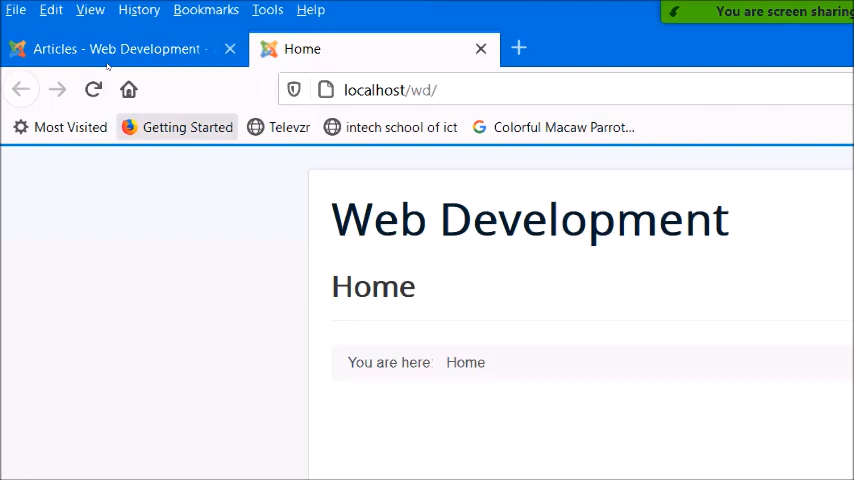 File Edit View History Bookmarks Tools Help
You are screen sharing
Articles - Web Development -
Home
localhost/wd/
Most Visited Getting Started Televzr intech school of ict Colorful Macaw Parrot...
Web Development
Home
You are here: Home